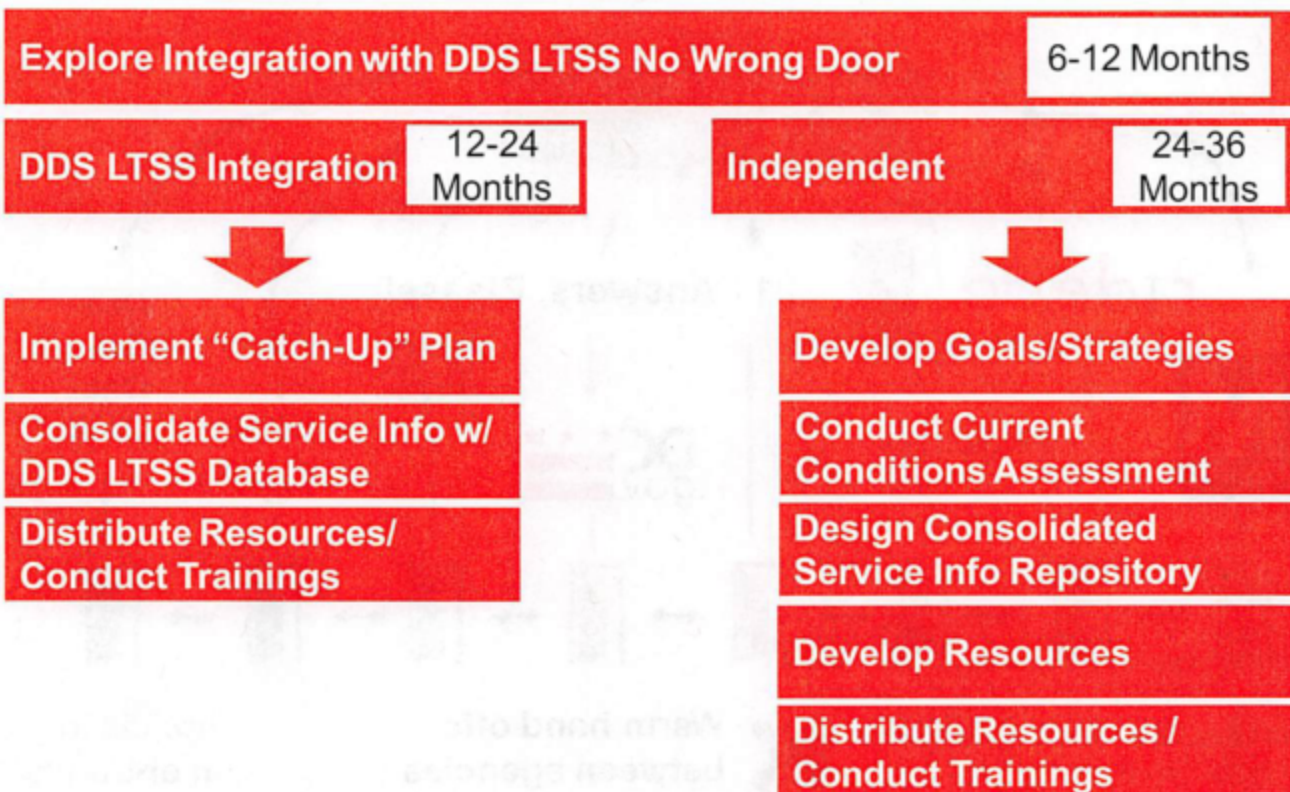 Explore Integration with DDS LTSS No Wrong Door
6-12 Months
DDS LTSS Integration
12-24
Months
Independent
24-36
Months
Implement “Catch-Up” Plan
Consolidate Service Info w/
DDS LTSS Database
Distribute Resources/
Conduct Trainings
Develop Goals/Strategies
Conduct Current
Conditions Assessment
Design Consolidated
Service Info Repository
Develop Resources
Distribute Resources /
Conduct Trainings